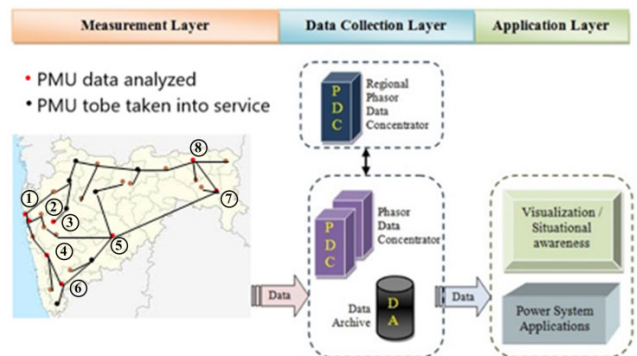 Measurement Layer
Data Collection Layer
Application Layer
• PMU data analyzed
• PMU tobe taken into service
P
D
C
Regional
Phasor
Data
Concentrator
8
1
2
3
7
4
5
6
P
D
C
Phasor
Data
Concentrator
Data
Archive
D
A
Data
Data
Visualization /
Situational
awareness
Power System
Applications